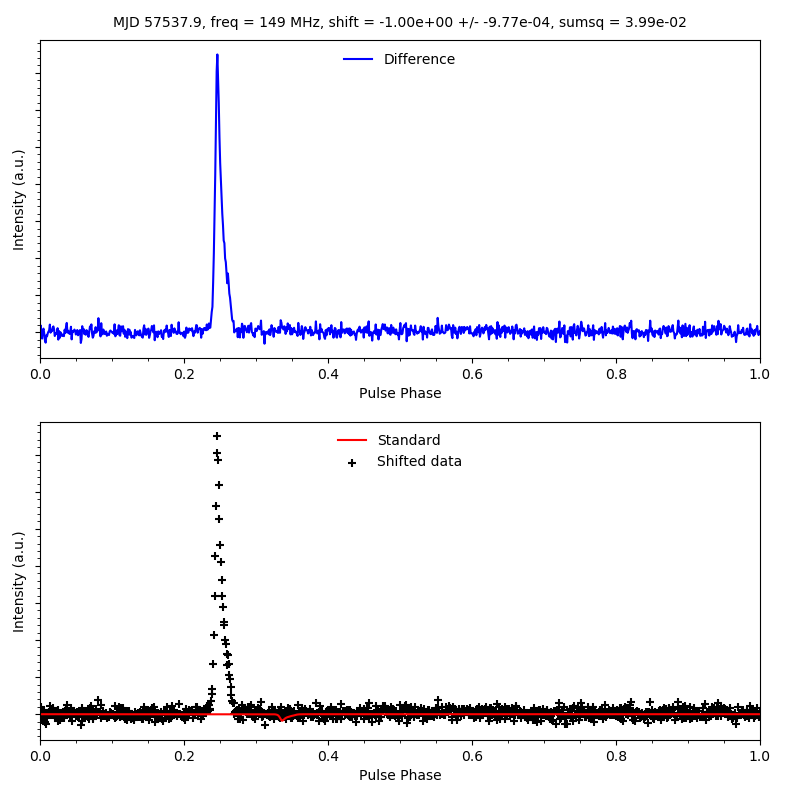 MJD 57537.9, freq = 149 MHz, shift = -1.00e+00 +/- -9.77e-04, sumsq = 3.99e-02
Difference
Intensity (a.u.)
0.0 0.2 0.4 0.6 0.8 1.0
Pulse Phase
Standard
Shifted data
Intensity (a.u.)
0.0 0.2 0.4 0.6 0.8 1.0
Pulse Phase